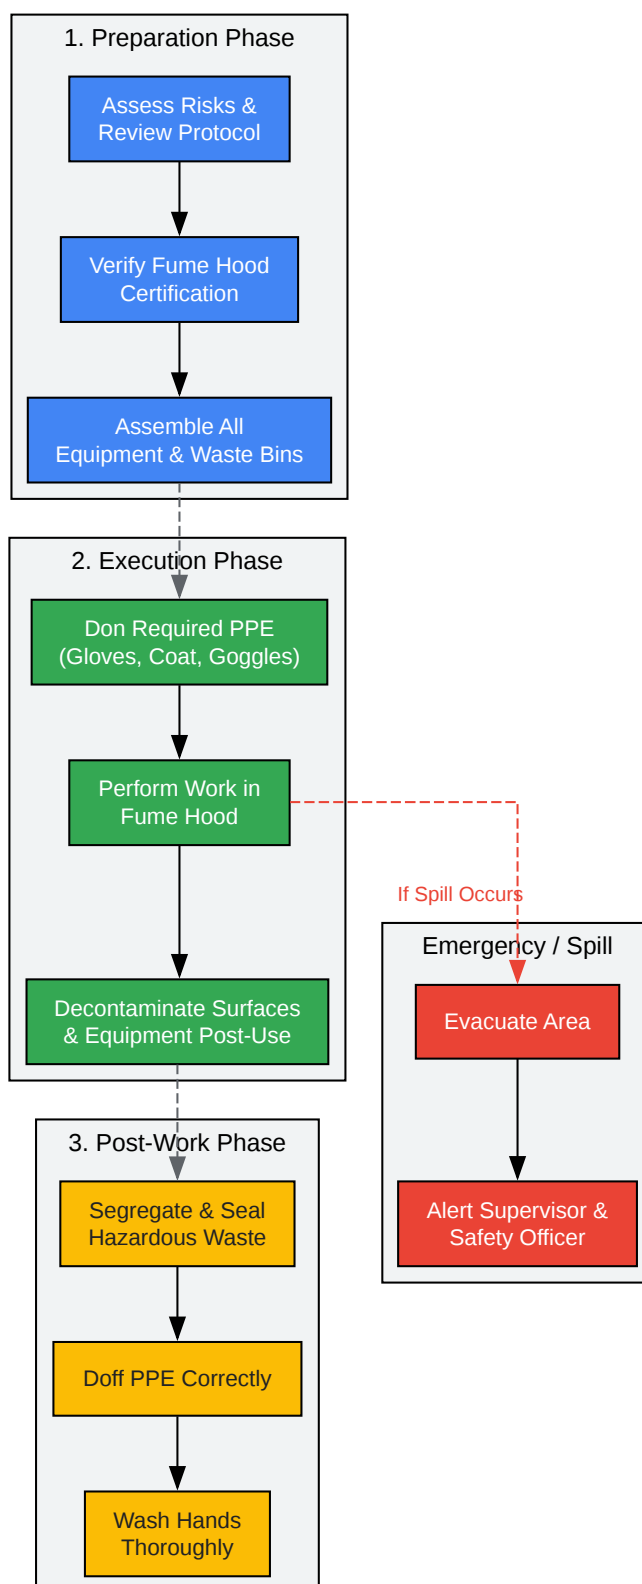 1. Preparation Phase
Assess Risks &
Review Protocol
Verify Fume Hood
Certification
Assemble All
Equipment & Waste Bins
2. Execution Phase
Don Required PPE
(Gloves, Coat, Goggles)
Perform Work in
Fume Hood
If Spill Occurs
Emergency / Spill
Evacuate Area
Decontaminate Surfaces
& Equipment Post-Use
3. Post-Work Phase
Segregate & Seal
Hazardous Waste
Alert Supervisor &
Safety Officer
Doff PPE Correctly
Wash Hands
Thoroughly